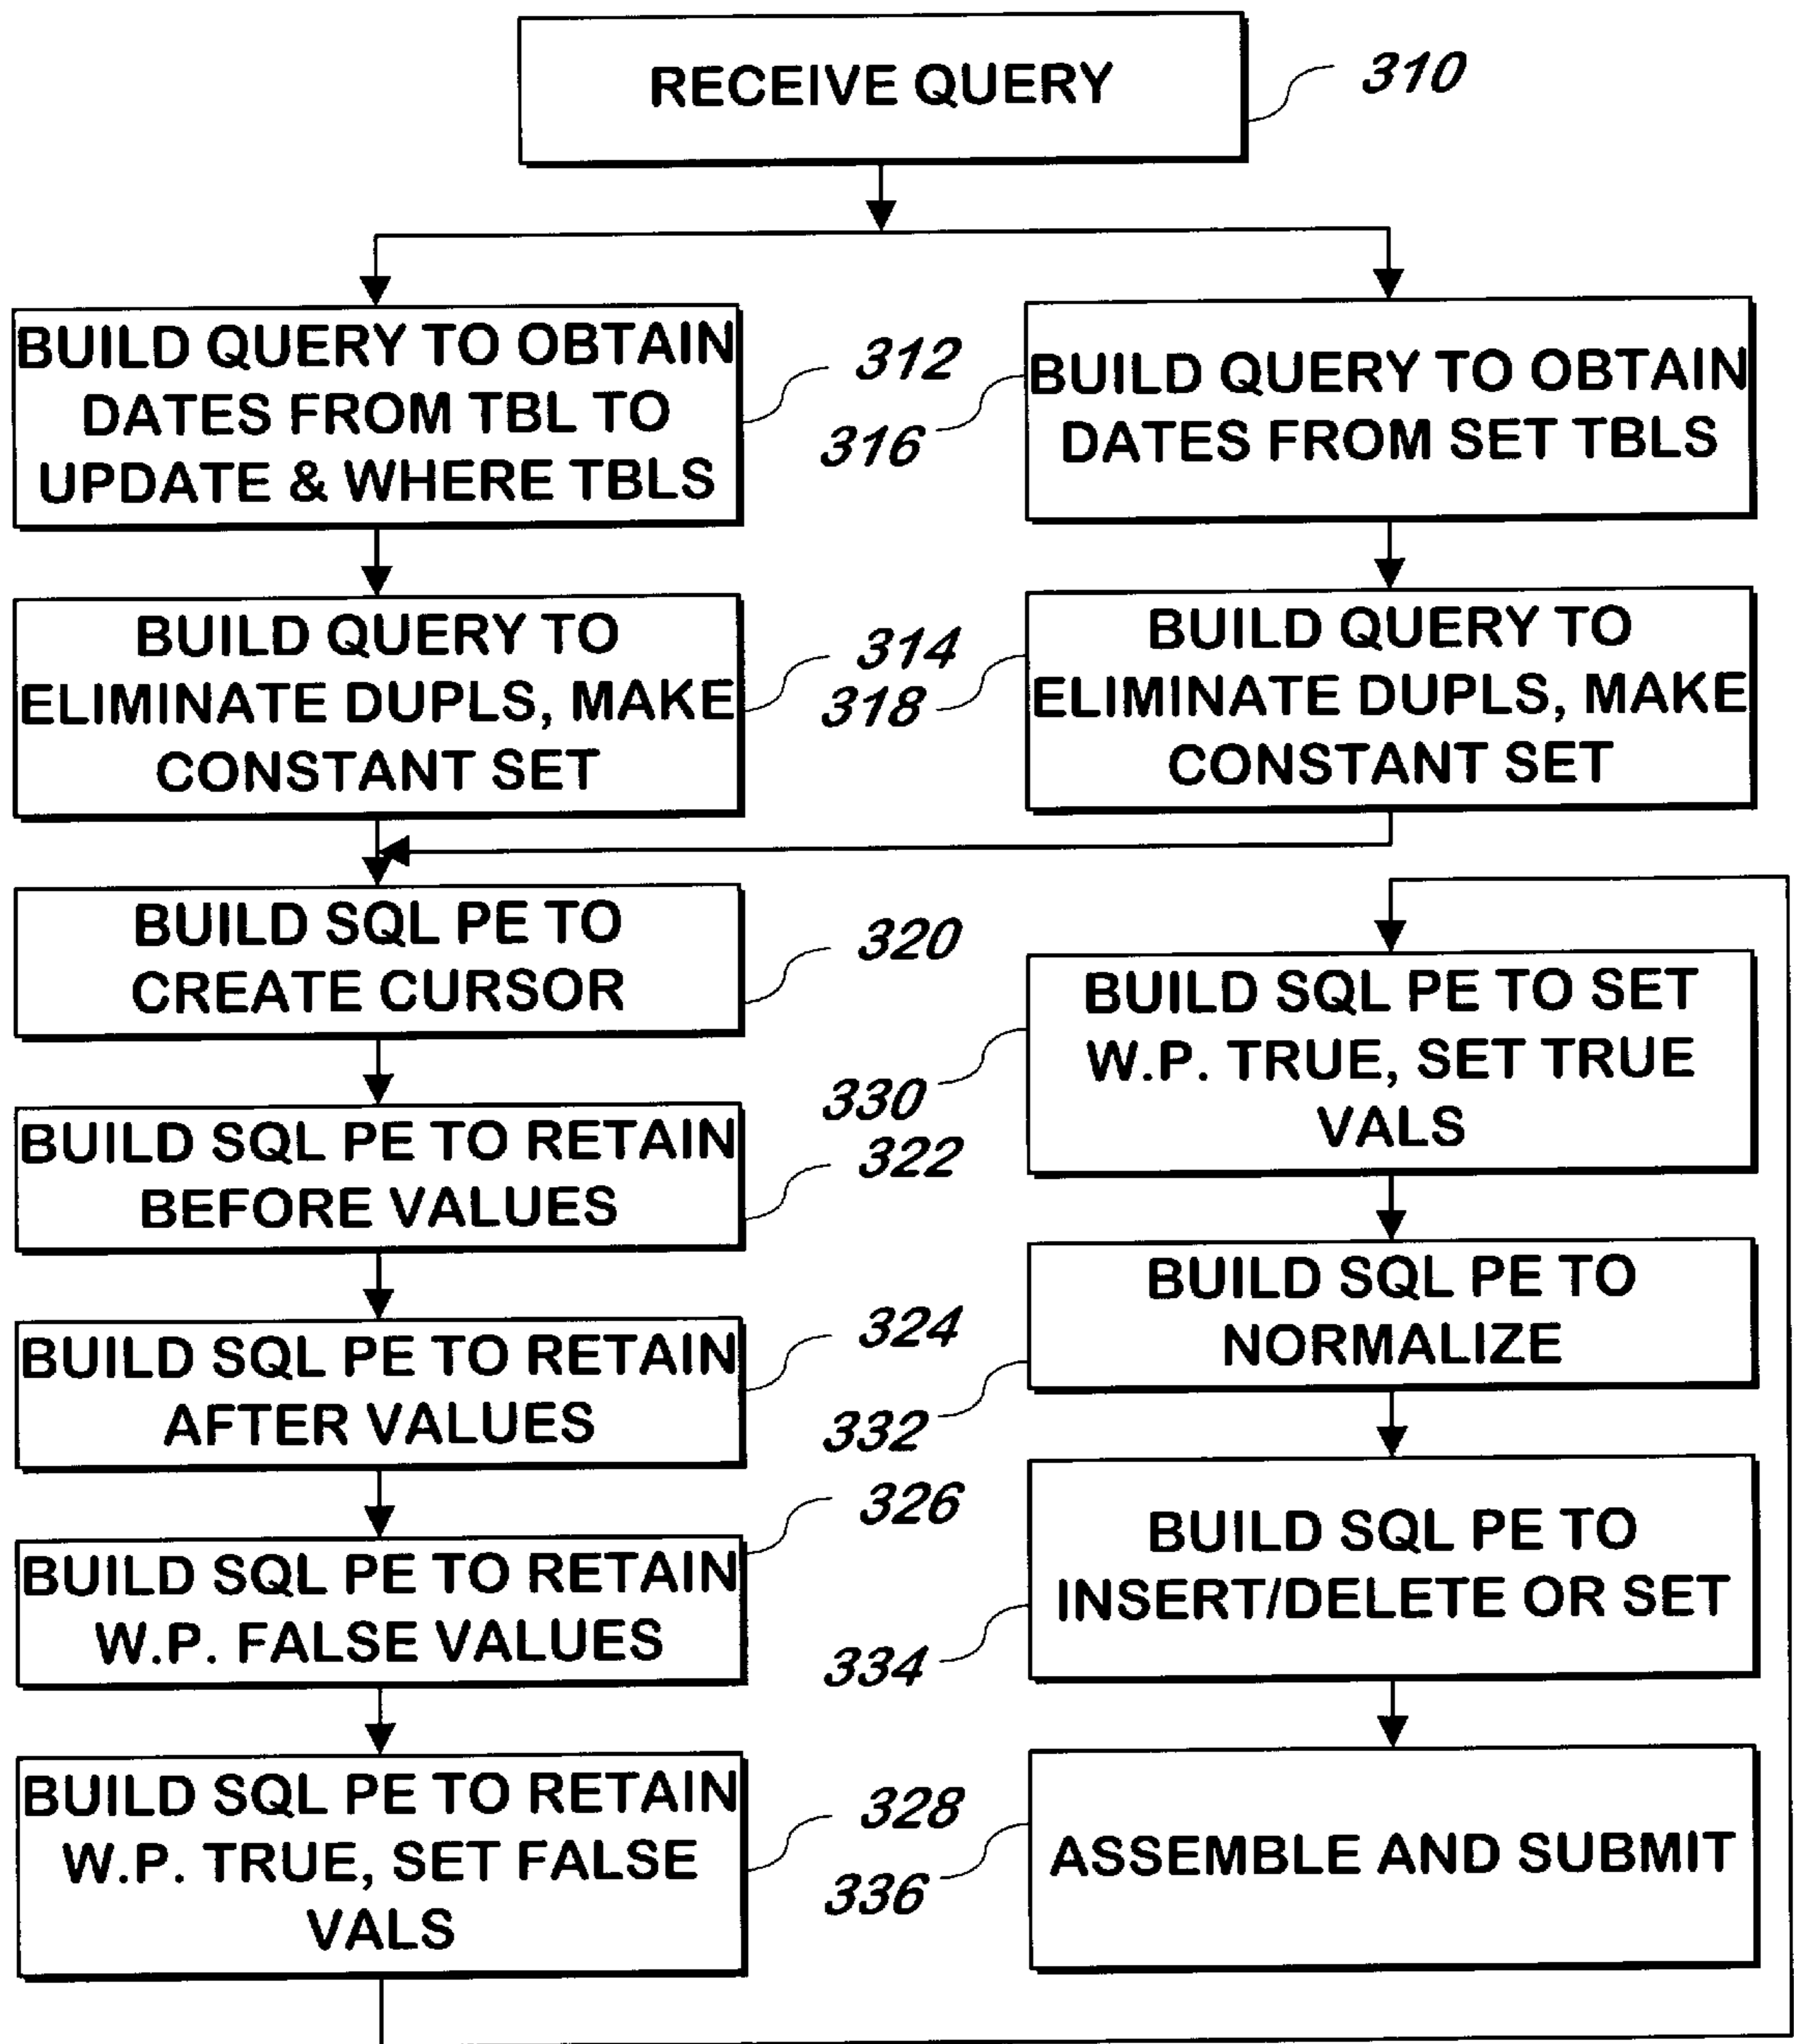 RECEIVE QUERY
310
BUILD QUERY TO OBTAIN
DATES FROM TBL TO
UPDATE & WHERE TBLS
312
BUILD QUERY TO OBTAIN
DATES FROM SET TBLS
316
BUILD QUERY TO
ELIMINATE DUPLS, MAKE
CONSTANT SET
314
BUILD QUERY TO
ELIMINATE DUPLS, MAKE
CONSTANT SET
318
BUILD SQL PE TO
CREATE CURSOR
320
BUILD SQL PE TO RETAIN
BEFORE VALUES
322
BUILD SQL PE TO RETAIN
AFTER VALUES
324
BUILD SQL PE TO RETAIN
W.P. FALSE VALUES
326
BUILD SQL PE TO RETAIN
W.P. TRUE, SET FALSE
VALS
328
BUILD SQL PE TO SET
W.P. TRUE, SET TRUE
VALS
330
BUILD SQL PE TO
NORMALIZE
332
BUILD SQL PE TO
INSERT/DELETE OR SET
334
ASSEMBLE AND SUBMIT
336